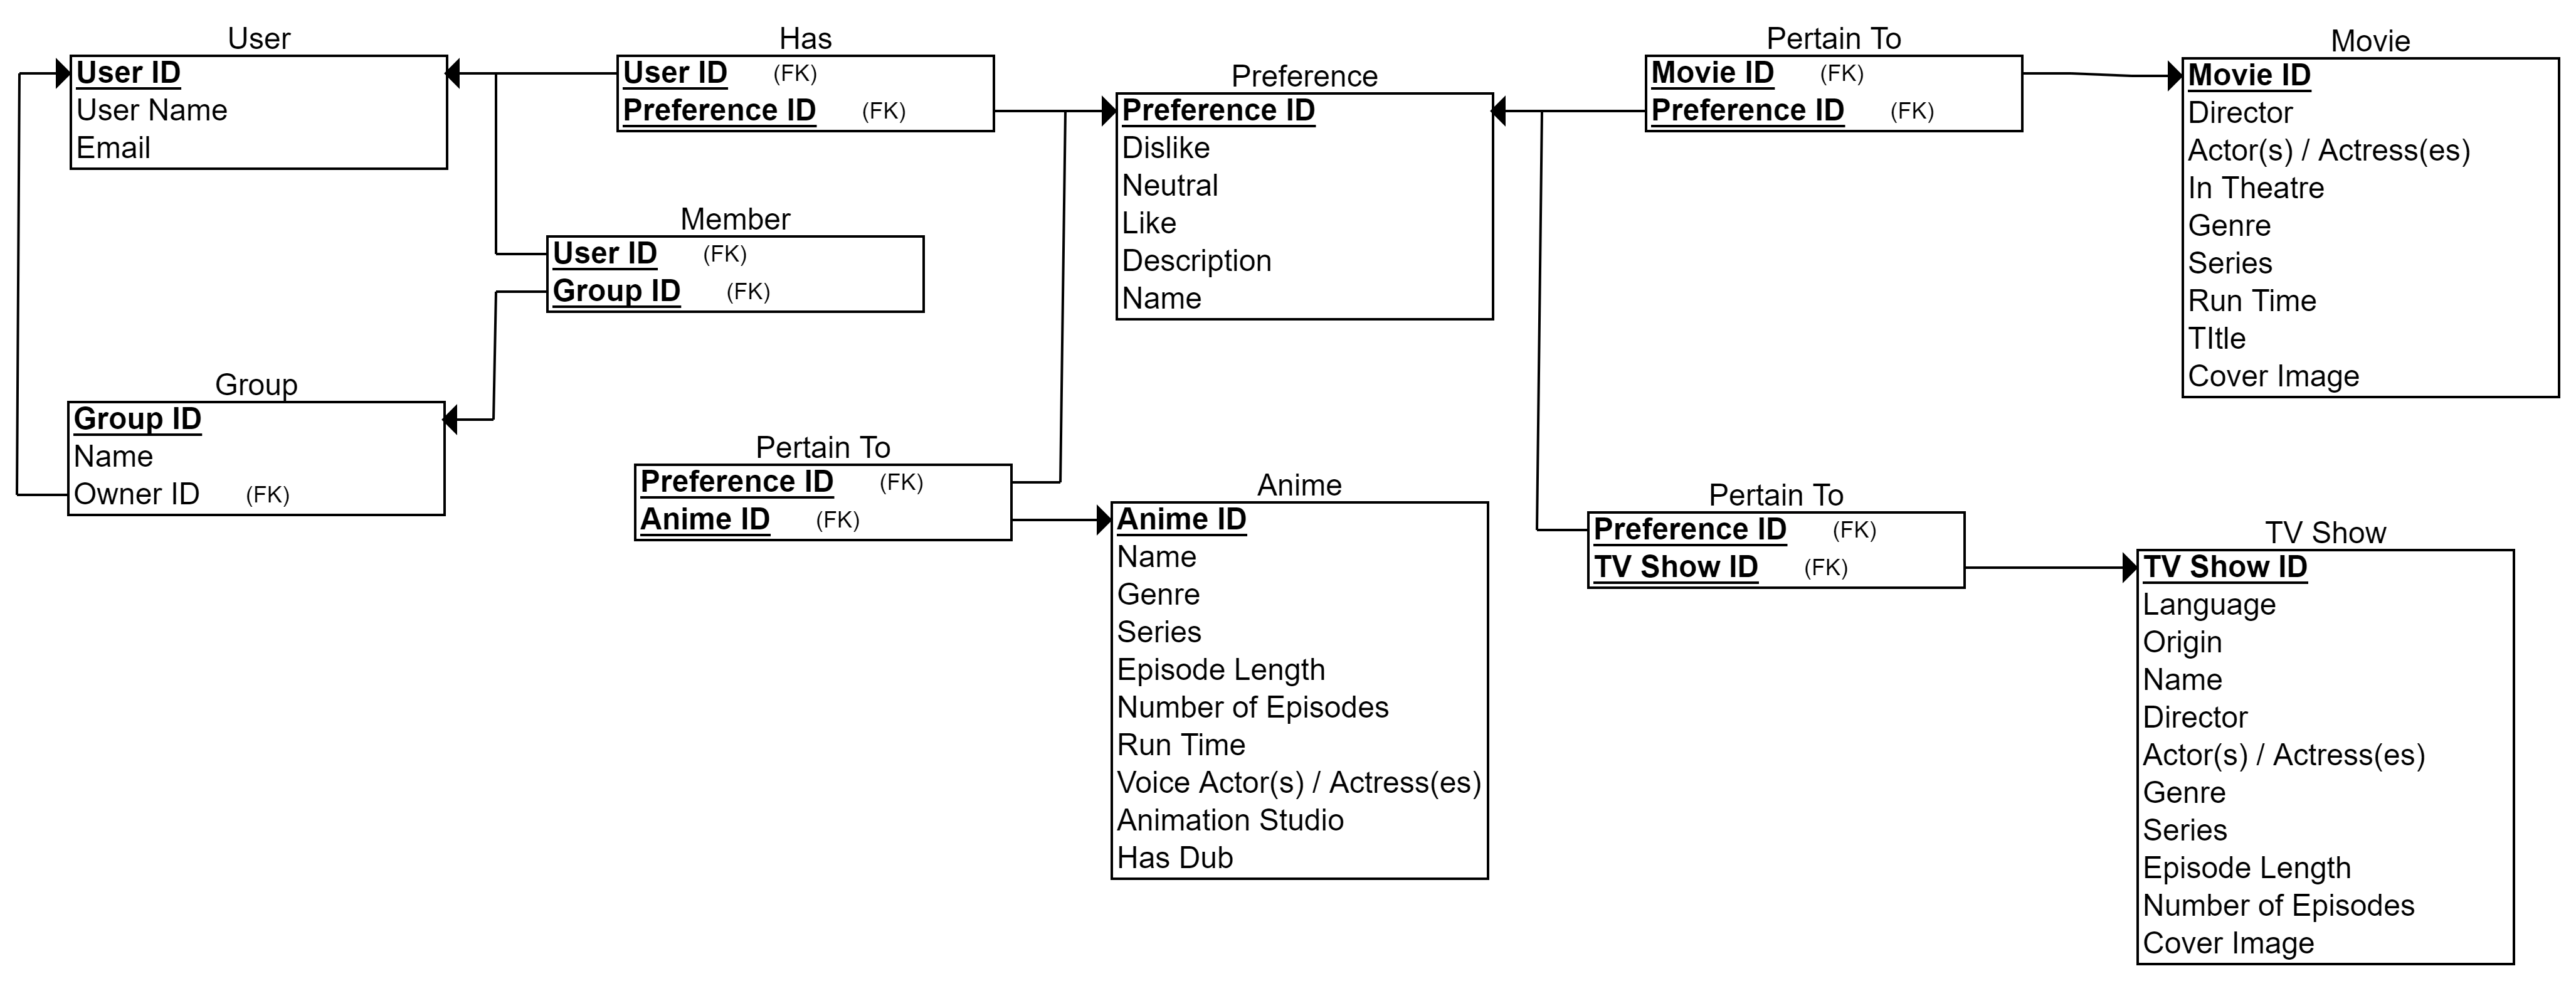 User
User ID
User Name
Email
Has
User ID (FK)
Preference ID (FK)
Preference
Preference ID
Dislike
Neutral
Like
Description
Name
Pertain To
Movie ID (FK)
Preference ID (FK)
Movie
Movie ID
Director
Actor(s) / Actress(es)
In Theatre
Genre
Series
Run Time
TItle
Cover Image
Member
User ID (FK)
Group ID (FK)
Group
Group ID
Name
Owner ID (FK)
Pertain To
Preference ID (FK)
Anime ID (FK)
Anime
Anime ID
Name
Genre
Series
Episode Length
Number of Episodes
Run Time
Voice Actor(s) / Actress(es)
Animation Studio
Has Dub
Pertain To
Preference ID (FK)
TV Show ID (FK)
TV Show
TV Show ID
Language
Origin
Name
Director
Actor(s) / Actress(es)
Genre
Series
Episode Length
Number of Episodes
Cover Image